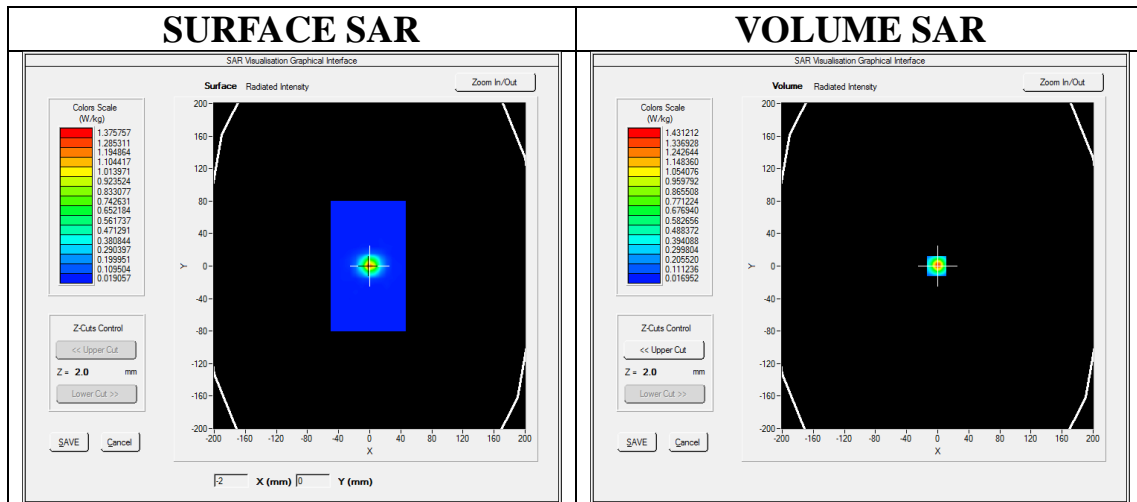 SURFACE SAR
SAR Visualisation Graphical Interface
Surface Radiated Intensity
Zoom In/Out
Colors Scale
(W/kg)
1.375757
1.285311
1.194864
1.104417
1.013971
0.923524
0.833077
0.742631
0.652184
0.561737
0.471291
0.380844
0.290397
0.199951
0.109504
0.019057
Z-Cuts Control
<< Upper Cut
Z = 2.0 mm
Lower Cut >>
SAVE Cancel
200
160
120
80
40
0
-40
-80
-120
-160
-200
Y
-200 -160 -120 -80 -40 0 40 80 120 160 200
X
-2 X (mm) 0 Y (mm)
VOLUME SAR
SAR Visualisation Graphical Interface
Volume Radiated Intensity
Zoom In/Out
Colors Scale
(W/kg)
1.431212
1.336928
1.242644
1.148360
1.054076
0.959792
0.865508
0.771224
0.676940
0.582656
0.488372
0.394088
0.299804
0.205520
0.111236
0.016952
Z-Cuts Control
<< Upper Cut
Z = 2.0 mm
Lower Cut >>
SAVE Cancel
200
160
120
80
40
0
-40
-80
-120
-160
-200
Y
-200 -160 -120 -80 -40 0 40 80 120 160 200
X